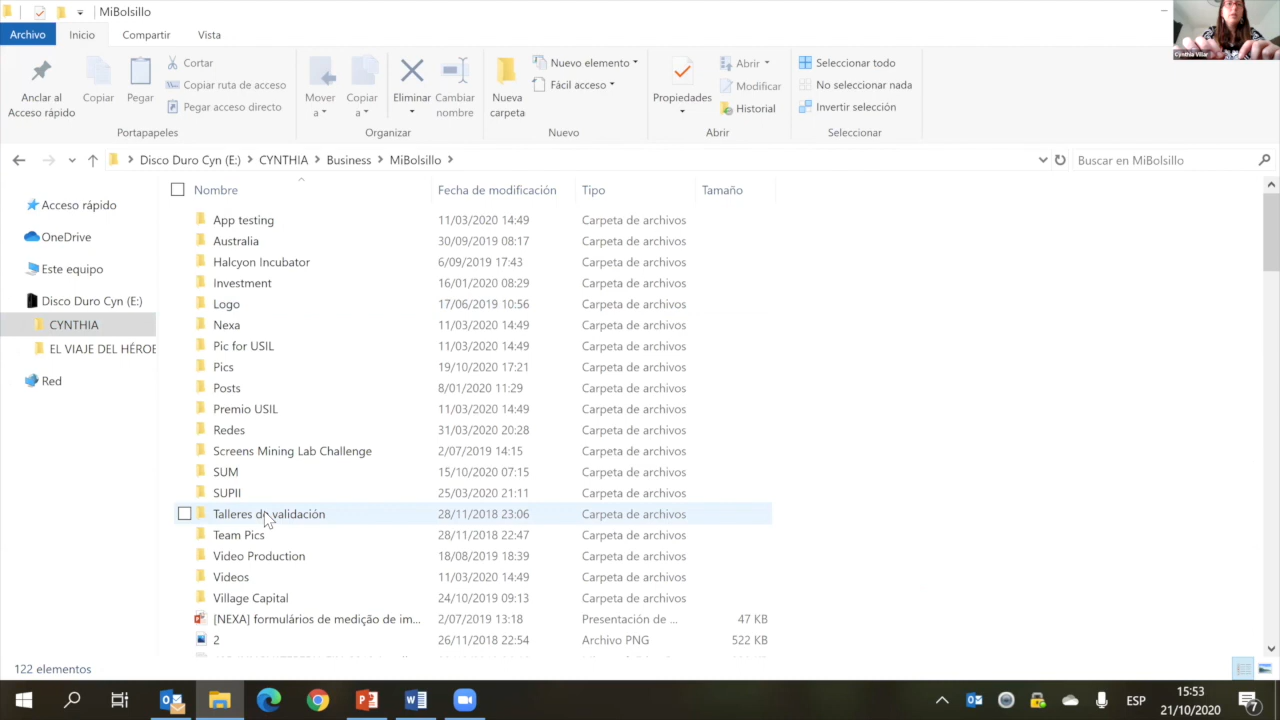 MiBolsillo
Archivo Inicio Compartir Vista
Cynthia Villar
Anclar al Acceso rápido
Copiar
Pegar
Cortar
Copiar ruta de acceso
Pegar acceso directo
Portapapeles
Mover a
Copiar a
Eliminar
Cambiar nombre
Organizar
Nueva carpeta
Nuevo elemento
Fácil acceso
Nuevo
Propiedades
Abrir
Modificar
Historial
Abrir
Seleccionar todo
No seleccionar nada
Invertir selección
Seleccionar
Disco Duro Cyn (E:) CYNTHIA Business MiBolsillo
Buscar en MiBolsillo
Acceso rápido
OneDrive
Este equipo
Disco Duro Cyn (E:)
CYNTHIA
EL VIAJE DEL HÉROE
Red
Nombre Fecha de modificación Tipo Tamaño
App testing 11/03/2020 14:49 Carpeta de archivos
Australia 30/09/2019 08:17 Carpeta de archivos
Halcyon Incubator 6/09/2019 17:43 Carpeta de archivos
Investment 16/01/2020 08:29 Carpeta de archivos
Logo 17/06/2019 10:56 Carpeta de archivos
Nexa 11/03/2020 14:49 Carpeta de archivos
Pic for USIL 11/03/2020 14:49 Carpeta de archivos
Pics 19/10/2020 17:21 Carpeta de archivos
Posts 8/01/2020 11:29 Carpeta de archivos
Premio USIL 11/03/2020 14:49 Carpeta de archivos
Redes 31/03/2020 20:28 Carpeta de archivos
Screens Mining Lab Challenge 2/07/2019 14:15 Carpeta de archivos
SUM 15/10/2020 07:15 Carpeta de archivos
SUPII 25/03/2020 21:11 Carpeta de archivos
Talleres de validación 28/11/2018 23:06 Carpeta de archivos
Team Pics 28/11/2018 22:47 Carpeta de archivos
Video Production 18/08/2019 18:39 Carpeta de archivos
Videos 11/03/2020 14:49 Carpeta de archivos
Village Capital 24/10/2019 09:13 Carpeta de archivos
[NEXA] formulários de medição de im... 2/07/2019 13:18 Presentación de ... 47 KB
2 26/11/2018 22:54 Archivo PNG 522 KB
122 elementos
ESP
15:53
21/10/2020
7